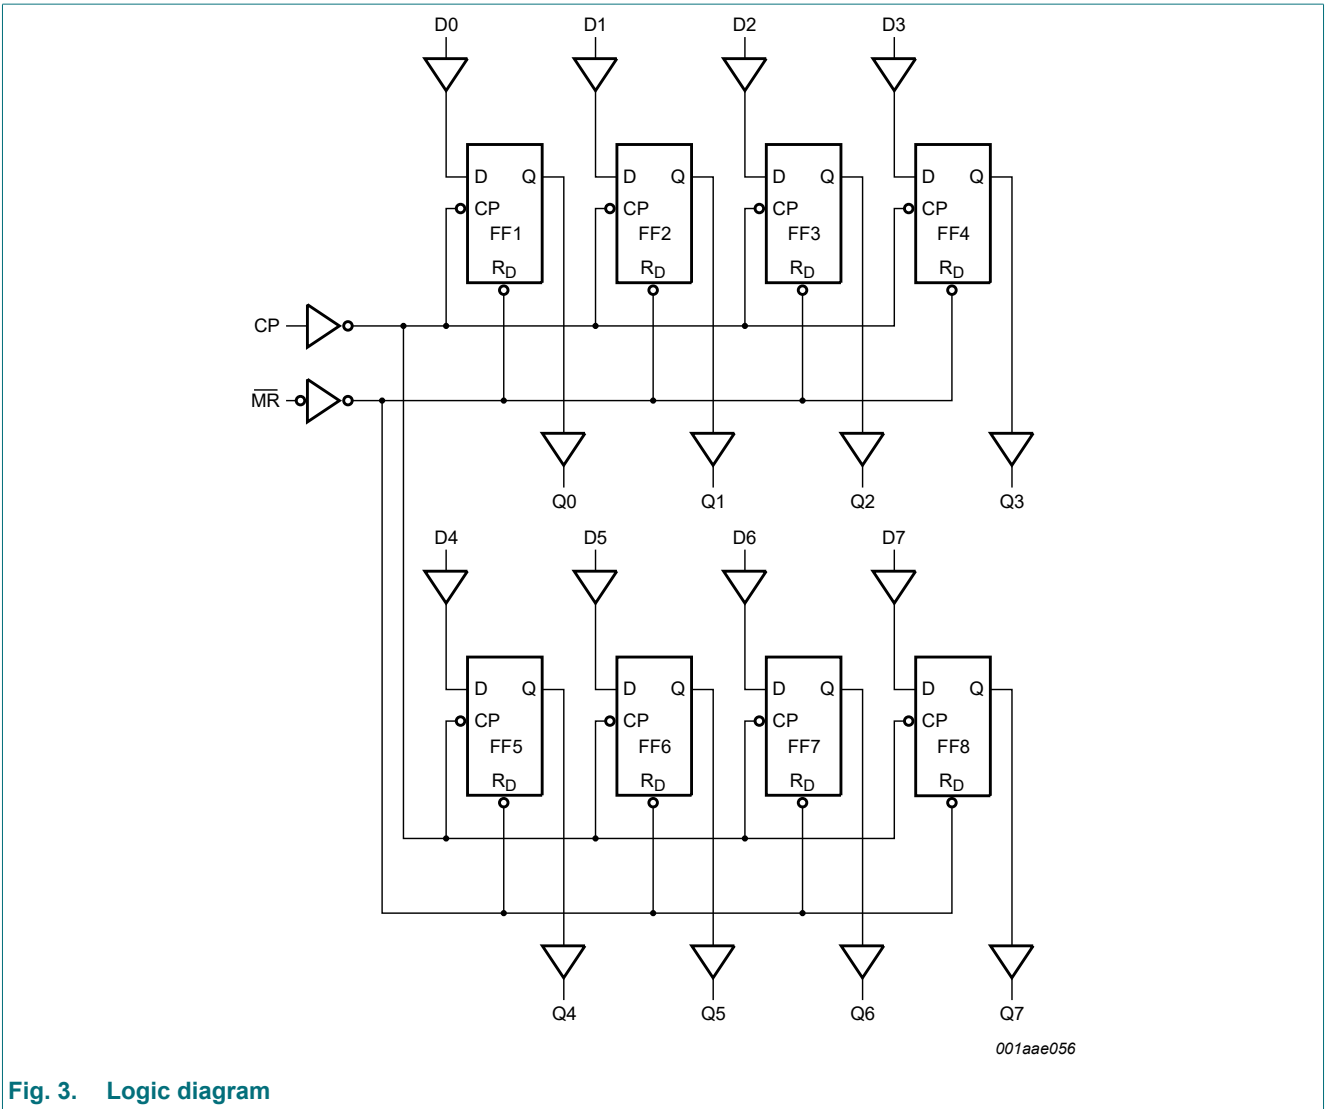 D0 D1 D2 D3
D Q D Q D Q D Q
CP CP CP CP
FF1 FF2 FF3 FF4
RD RD RD RD
CP
M̅R̅
Q0 Q1 Q2 Q3
D4 D5 D6 D7
D Q D Q D Q D Q
CP CP CP CP
FF5 FF6 FF7 FF8
RD RD RD RD
Q4 Q5 Q6 Q7
001aae056
Fig. 3. Logic diagram